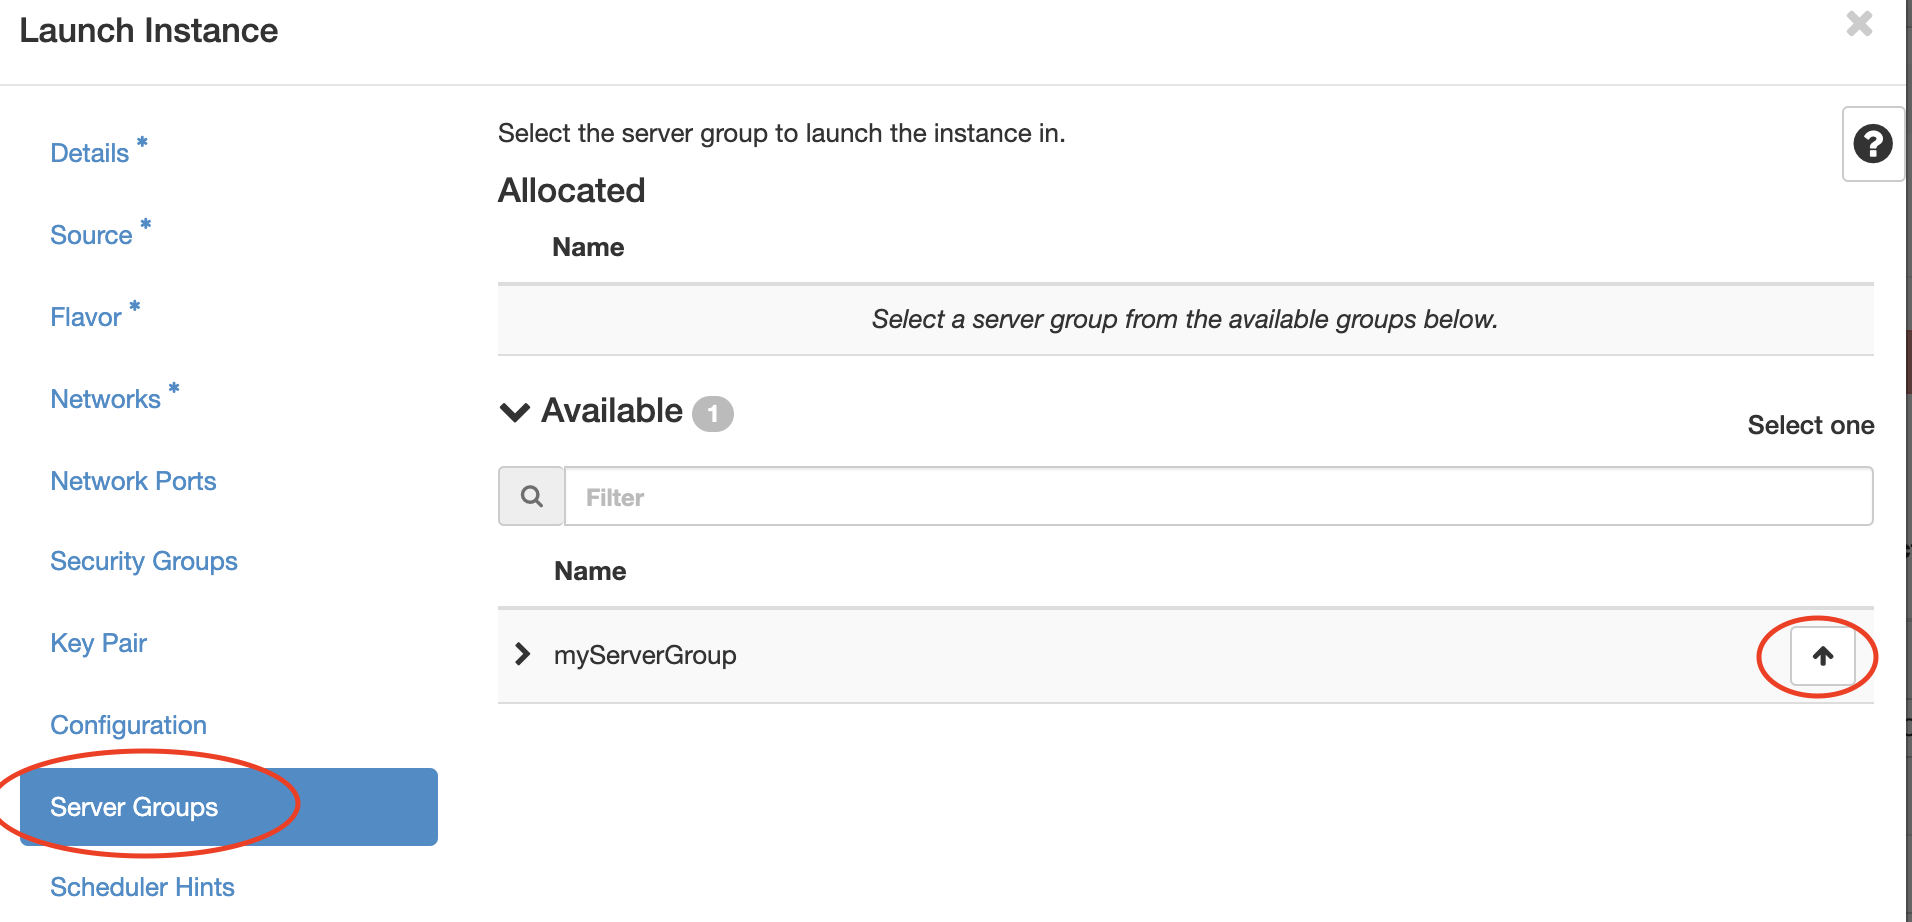 Launch Instance
Details *
Source *
Flavor *
Networks *
Network Ports
Security Groups
Key Pair
Configuration
Server Groups
Scheduler Hints
Select the server group to launch the instance in.
Allocated
Name
Select a server group from the available groups below.
Available 1
Select one
Filter
Name
myServerGroup